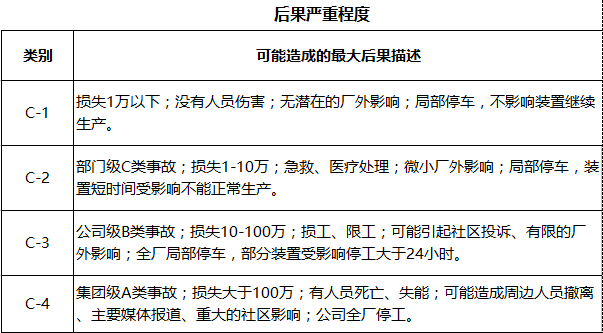 后果严重程度
类别 可能造成的最大后果描述
C-1 损失1万以下；没有人员伤害；无潜在的厂外影响；局部停车，不影响装置继续
生产。
C-2 部门级C类事故；损失1-10万；急救、医疗处理；微小厂外影响；局部停车，装
置短时间受影响不能正常生产。
C-3 公司级B类事故；损失10-100万；损工、限工；可能引起社区投诉、有限的厂
外影响；全厂局部停车，部分装置受影响停工大于24小时。
C-4 集团级A类事故；损失大于100万；有人员死亡、失能；可能造成周边人员撤离
、主要媒体报道、重大的社区影响；公司全厂停工。